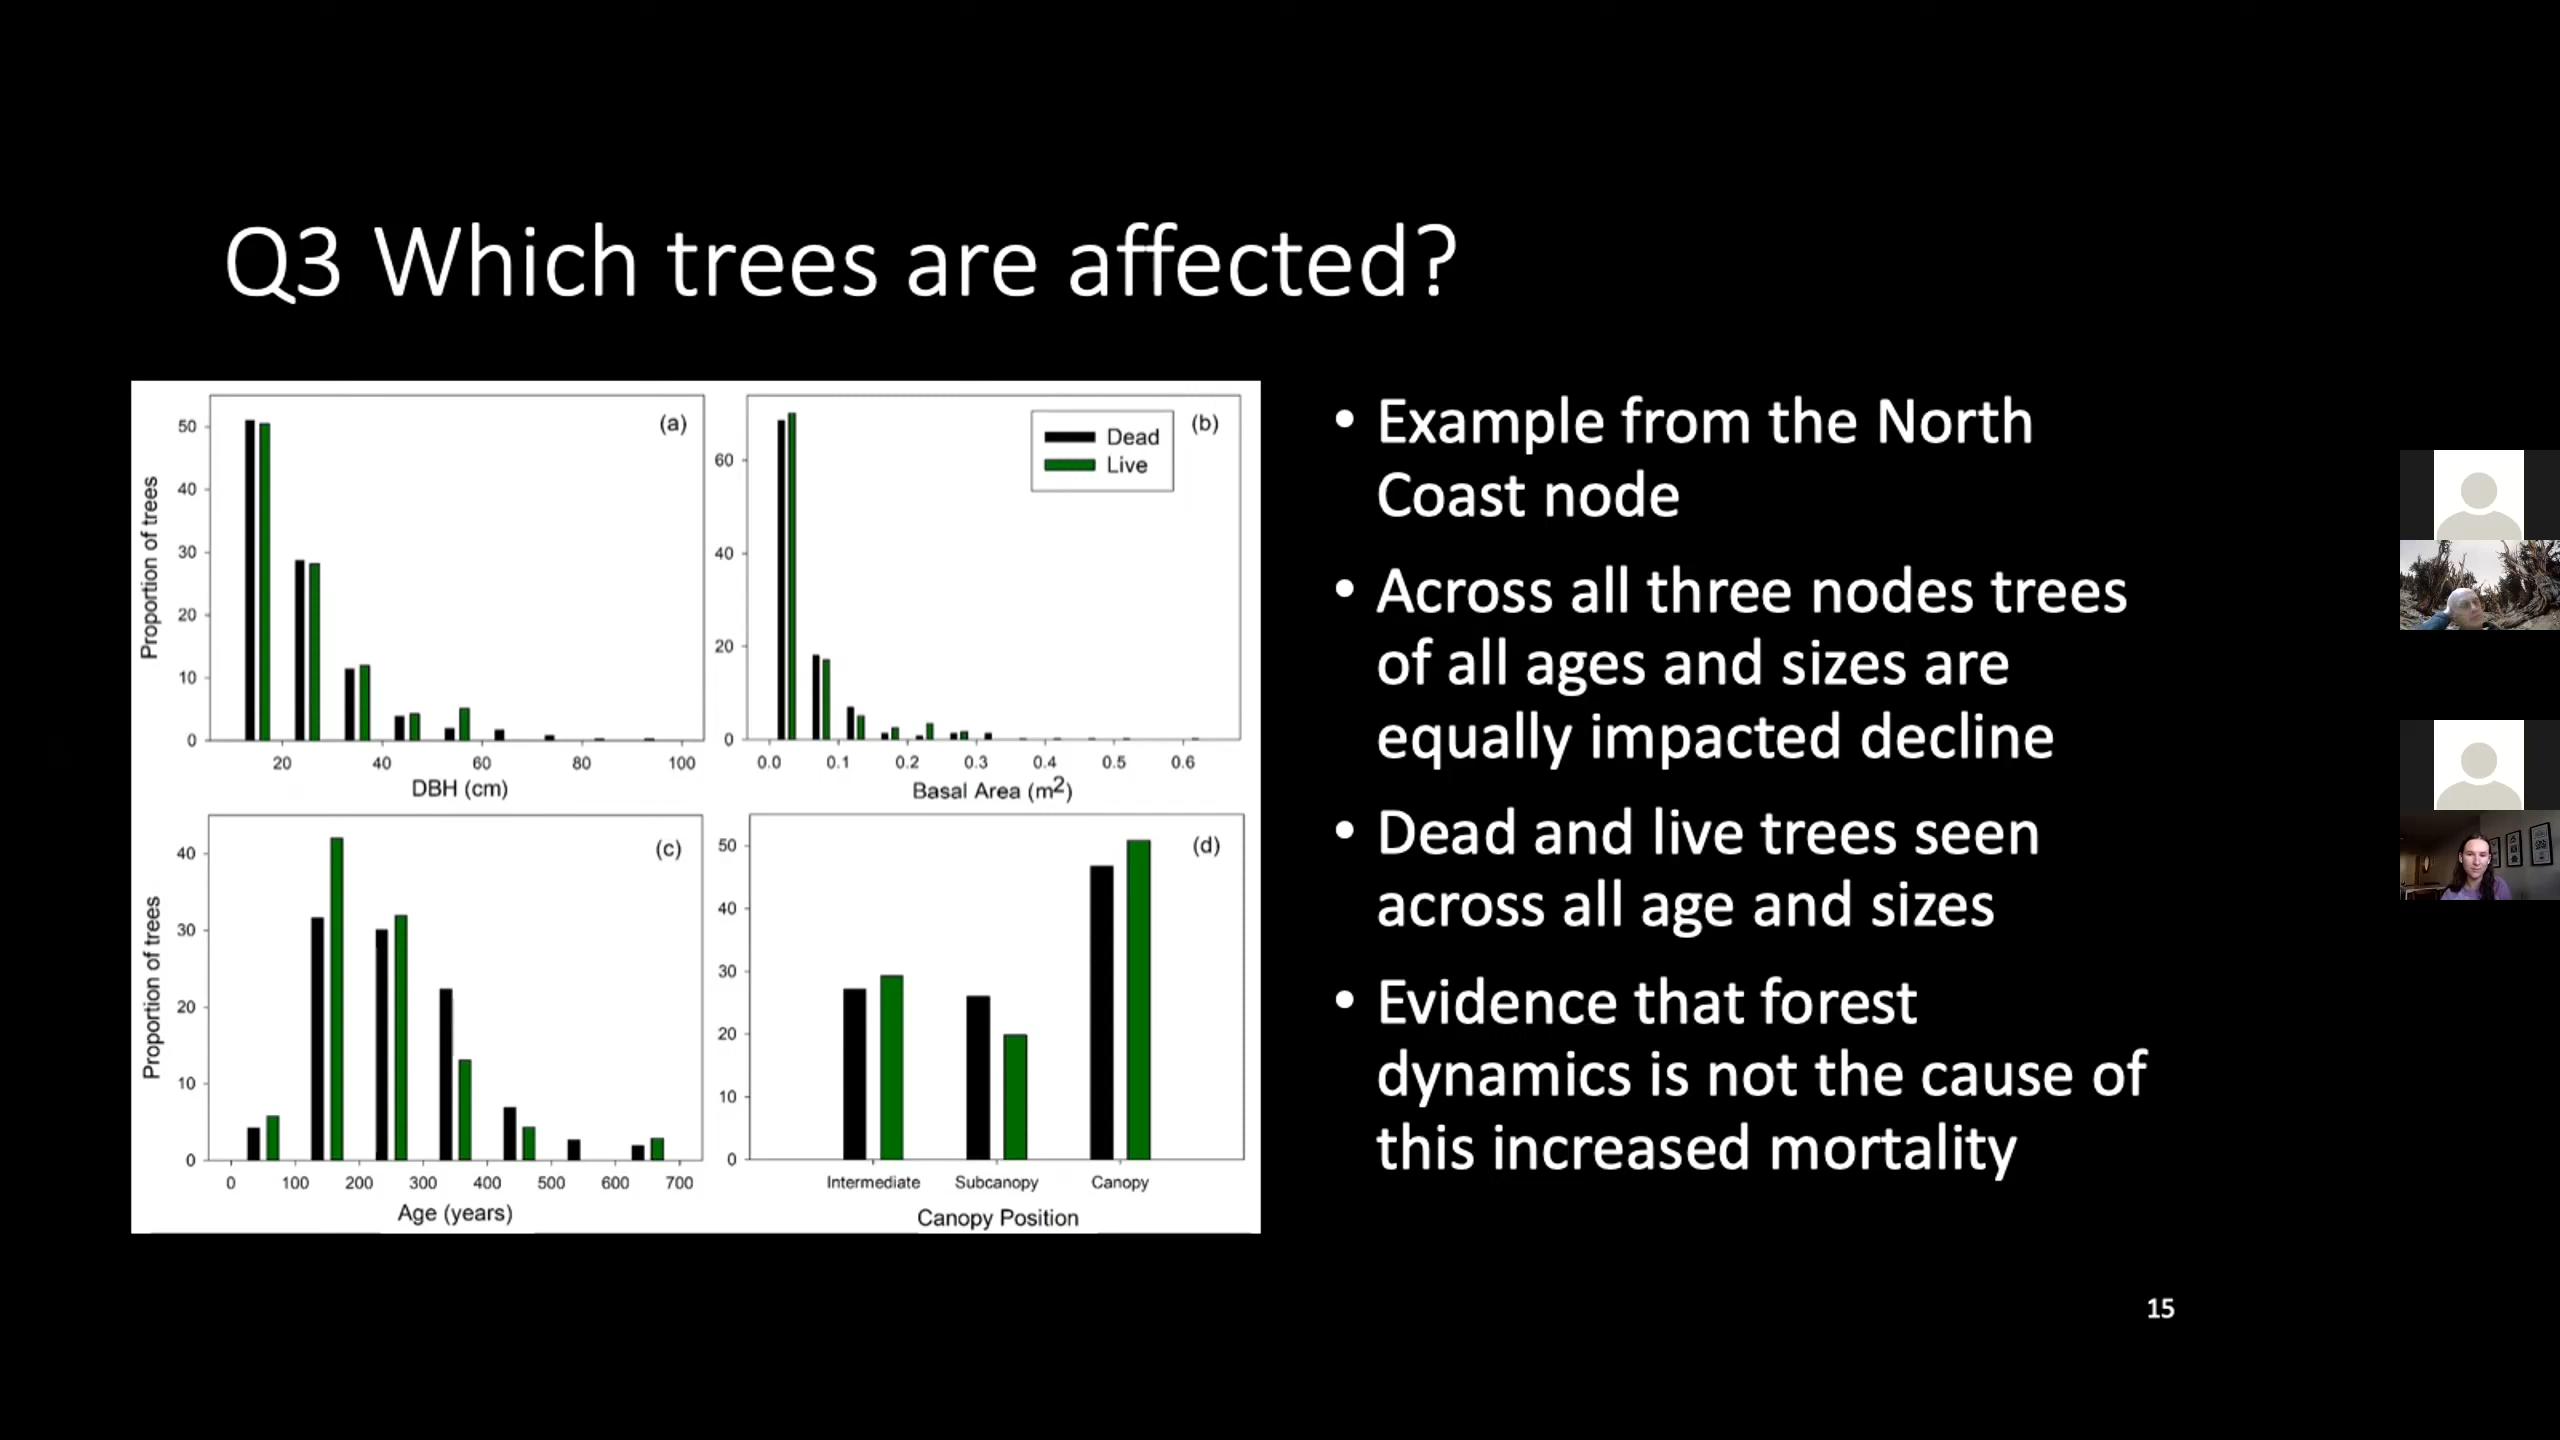 Q3 Which trees are affected?
(a)
50
40
30
20
10
0
Proportion of trees
20 40 60 80 100
DBH (cm)
(b)
Dead
Live
60
40
20
0
0.0 0.1 0.2 0.3 0.4 0.5 0.6
Basal Area (m2)
(c)
40
30
20
10
0
Proportion of trees
0 100 200 300 400 500 600 700
Age (years)
(d)
50
40
30
20
10
0
Intermediate Subcanopy Canopy
Canopy Position
• Example from the North
Coast node
• Across all three nodes trees
of all ages and sizes are
equally impacted decline
• Dead and live trees seen
across all age and sizes
• Evidence that forest
dynamics is not the cause of
this increased mortality
15